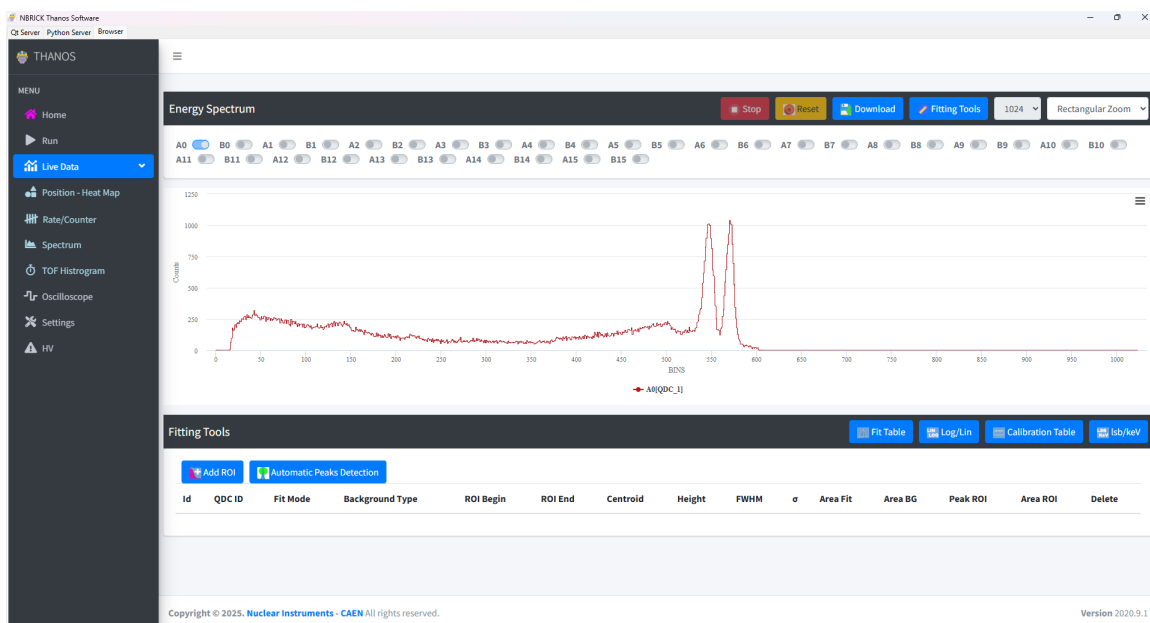 NBRICK Thanos Software
Qt Server Python Server Browser
THANOS
MENU
Home
Run
Live Data
Position - Heat Map
Rate/Counter
Spectrum
TOF Histrogram
Oscilloscope
Settings
HV
Energy Spectrum
Stop Reset Download Fitting Tools 1024 Rectangular Zoom
A0 B0 A1 B1 A2 B2 A3 B3 A4 B4 A5 B5 A6 B6 A7 B7 A8 B8 A9 B9 A10 B10
A11 B11 A12 B12 A13 B13 A14 B14 A15 B15
1250
1000
750
500
250
0
Counts
0 50 100 150 200 250 300 350 400 450 500 550 600 650 700 750 800 850 900 950 1000
BINS
A0[QDC_1]
Fitting Tools
Fit Table Log/Lin Calibration Table lsb/keV
Add ROI Automatic Peaks Detection
Id QDC ID Fit Mode Background Type ROI Begin ROI End Centroid Height FWHM σ Area Fit Area BG Peak ROI Area ROI Delete
Copyright © 2025. Nuclear Instruments - CAEN All rights reserved.
Version 2020.9.1